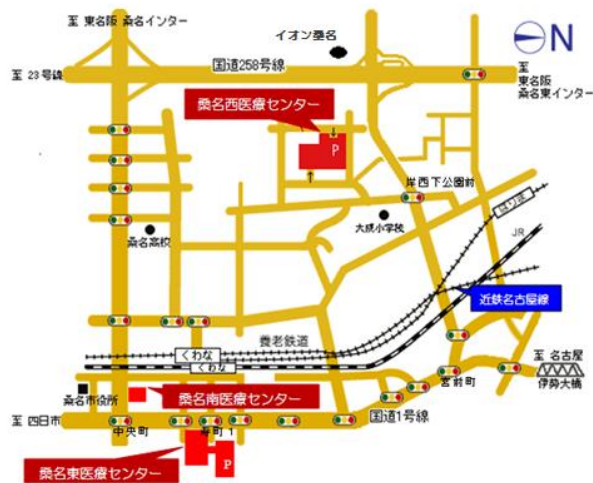 至 東名阪 桑名インター
イオン桑名
N
至 23号線
国道258号線
至
東名阪
桑名東インター
桑名西医療センター
P
岸西下公園前
はりま
大成小学校
桑名高校
JR
近鉄名古屋線
養老鉄道
くわな
くわな
至 名古屋
伊勢大橋
宮前町
桑名市役所
桑名南医療センター
国道1号線
至 四日市
中央町
寿町1
桑名東医療センター
P